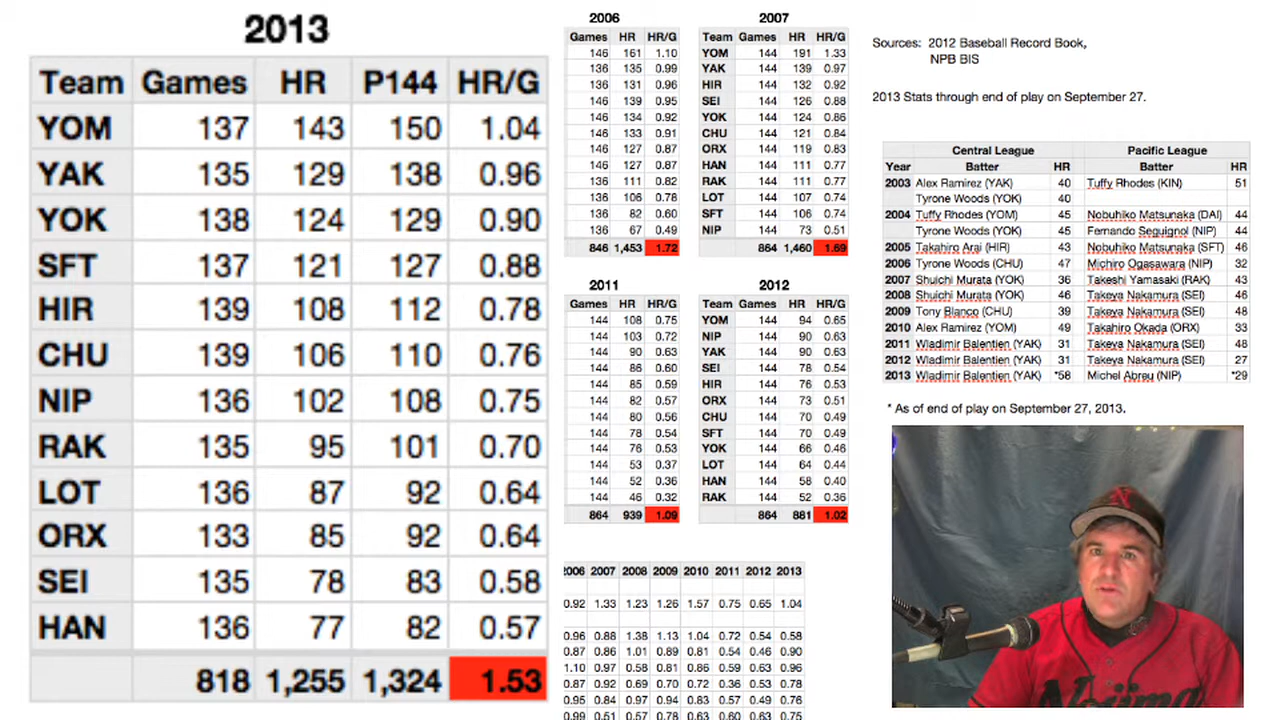 2013
Team Games HR P144 HR/G
YOM 137 143 150 1.04
YAK 135 129 138 0.96
YOK 138 124 129 0.90
SFT 137 121 127 0.88
HIR 139 108 112 0.78
CHU 139 106 110 0.76
NIP 136 102 108 0.75
RAK 135 95 101 0.70
LOT 136 87 92 0.64
ORX 133 85 92 0.64
SEI 135 78 83 0.58
HAN 136 77 82 0.57
818 1,255 1,324 1.53
2006
Games HR HR/G
146 161 1.10
136 135 0.99
136 131 0.96
146 139 0.95
146 134 0.92
146 133 0.91
146 127 0.87
146 127 0.87
136 111 0.82
136 106 0.78
136 82 0.60
136 67 0.49
846 1,453 1.72
2007
Team Games HR HR/G
YOM 144 191 1.33
YAK 144 139 0.97
HIR 144 132 0.92
SEI 144 126 0.88
YOK 144 124 0.86
CHU 144 121 0.84
ORX 144 119 0.83
HAN 144 111 0.77
RAK 144 111 0.77
LOT 144 107 0.74
SFT 144 106 0.74
NIP 144 73 0.51
864 1,460 1.69
2011
Games HR HR/G
144 108 0.75
144 103 0.72
144 90 0.63
144 86 0.60
144 85 0.59
144 82 0.57
144 80 0.56
144 78 0.54
144 76 0.53
144 53 0.37
144 52 0.36
144 46 0.32
864 939 1.09
2012
Team Games HR HR/G
YOM 144 94 0.65
NIP 144 90 0.63
YAK 144 90 0.63
SEI 144 78 0.54
HIR 144 76 0.53
ORX 144 73 0.51
CHU 144 70 0.49
SFT 144 70 0.49
YOK 144 66 0.46
LOT 144 64 0.44
HAN 144 58 0.40
RAK 144 52 0.36
864 881 1.02
2006 2007 2008 2009 2010 2011 2012 2013
0.92 1.33 1.23 1.26 1.57 0.75 0.65 1.04
0.96 0.88 1.38 1.13 1.04 0.72 0.54 0.58
0.87 0.86 1.01 0.89 0.81 0.54 0.46 0.90
1.10 0.97 0.58 0.81 0.86 0.59 0.63 0.96
0.87 0.92 0.69 0.70 0.72 0.36 0.53 0.78
0.95 0.84 0.97 0.94 0.83 0.57 0.49 0.76
0.99 0.51 0.57 0.78 0.63 0.60 0.63 0.75
Sources: 2012 Baseball Record Book,
NPB BIS
2013 Stats through end of play on September 27.
Central League Pacific League
Year Batter HR Batter HR
2003 Alex Ramirez (YAK) 40 Tuffy Rhodes (KIN) 51
Tyrone Woods (YOK) 40
2004 Tuffy Rhodes (YOM) 45 Nobuhiko Matsunaka (DAI) 44
Tyrone Woods (YOK) 45 Fernando Seguignol (NIP) 44
2005 Takahiro Arai (HIR) 43 Nobuhiko Matsunaka (SFT) 46
2006 Tyrone Woods (CHU) 47 Michiro Ogasawara (NIP) 32
2007 Shuichi Murata (YOK) 36 Takeshi Yamasaki (RAK) 43
2008 Shuichi Murata (YOK) 46 Takeya Nakamura (SEI) 46
2009 Tony Blanco (CHU) 39 Takeya Nakamura (SEI) 48
2010 Alex Ramirez (YOM) 49 Takahiro Okada (ORX) 33
2011 Wladimir Balentien (YAK) 31 Takeya Nakamura (SEI) 48
2012 Wladimir Balentien (YAK) 31 Takeya Nakamura (SEI) 27
2013 Wladimir Balentien (YAK) *58 Michel Abreu (NIP) *29
* As of end of play on September 27, 2013.